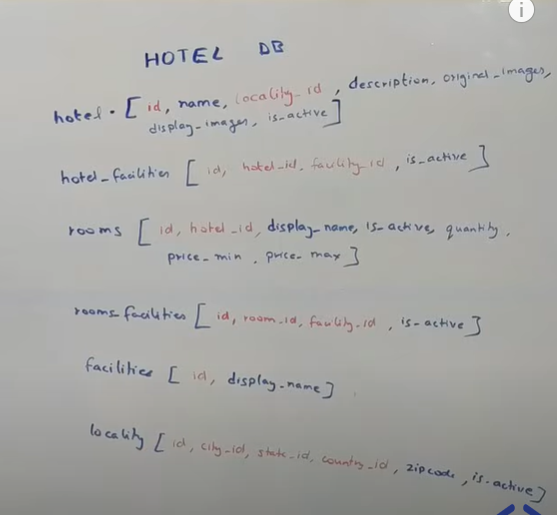 i
HOTEL DB
hotel · [ id, name, locality_id, description, original_images,
display_images, is_active ]
hotel_facilities [ id, hotel_id, facility_id, is_active ]
rooms [ id, hotel_id, display_name, is_active, quantity,
price_min, price_max ]
rooms_facilities [ id, room_id, facility_id, is_active ]
facilities [ id, display_name ]
locality [ id, city_id, state_id, country_id, zipcode, is_active ]